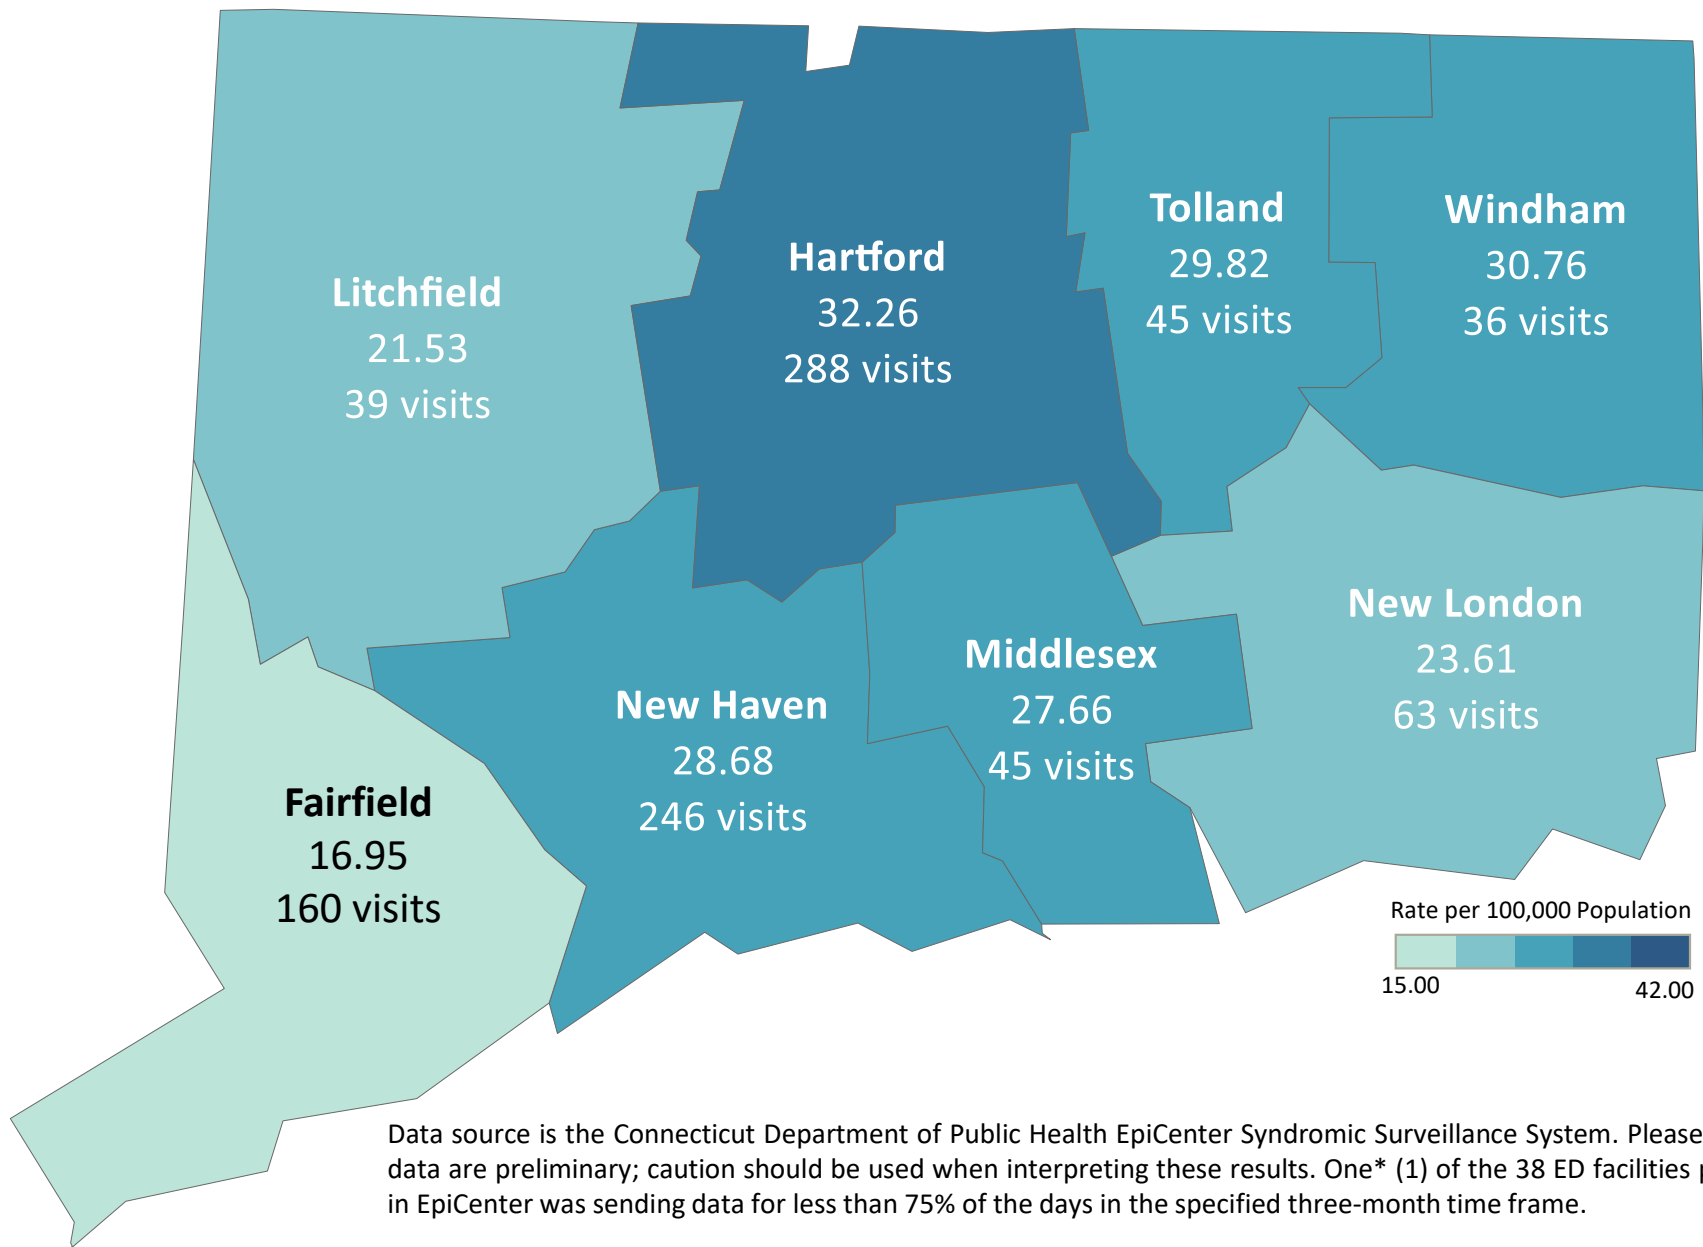 Tolland
29.82
45 visits
Windham
30.76
36 visits
Hartford
32.26
288 visits
Litchfield
21.53
39 visits
New London
23.61
63 visits
Middlesex
27.66
45 visits
New Haven
28.68
246 visits
Fairfield
16.95
160 visits
Rate per 100,000 Population
15.00
42.00
Data source is the Connecticut Department of Public Health EpiCenter Syndromic Surveillance System. Please
data are preliminary; caution should be used when interpreting these results. One* (1) of the 38 ED facilities
in EpiCenter was sending data for less than 75% of the days in the specified three-month time frame.